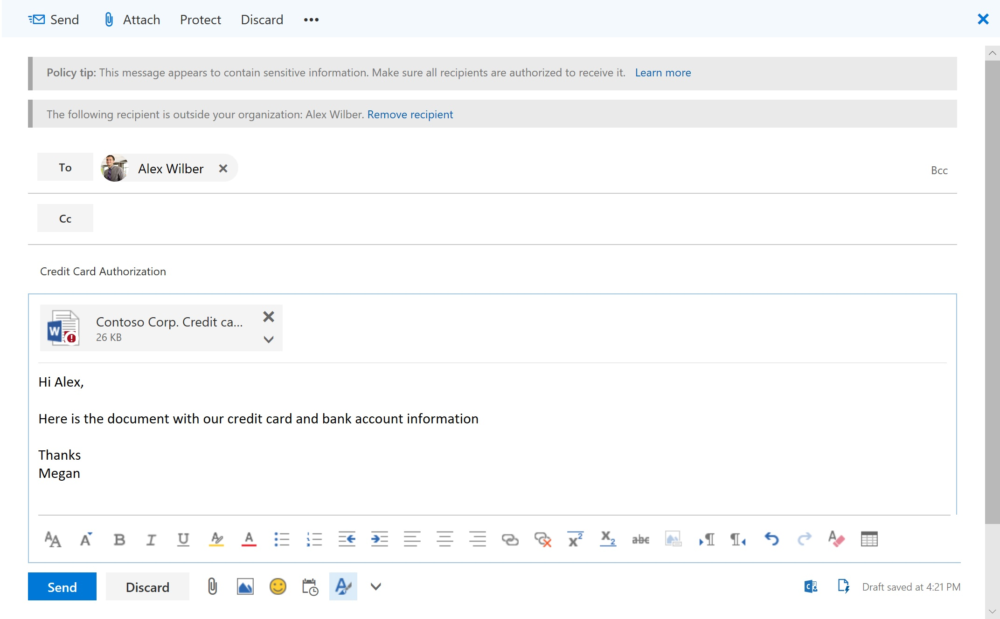 Send Attach Protect Discard •••
Policy tip: This message appears to contain sensitive information. Make sure all recipients are authorized to receive it. Learn more
The following recipient is outside your organization: Alex Wilber. Remove recipient
To Alex Wilber Bcc
Cc
Credit Card Authorization
Contoso Corp. Credit ca...
26 KB
Hi Alex,
Here is the document with our credit card and bank account information
Thanks
Megan
Send Discard Draft saved at 4:21 PM